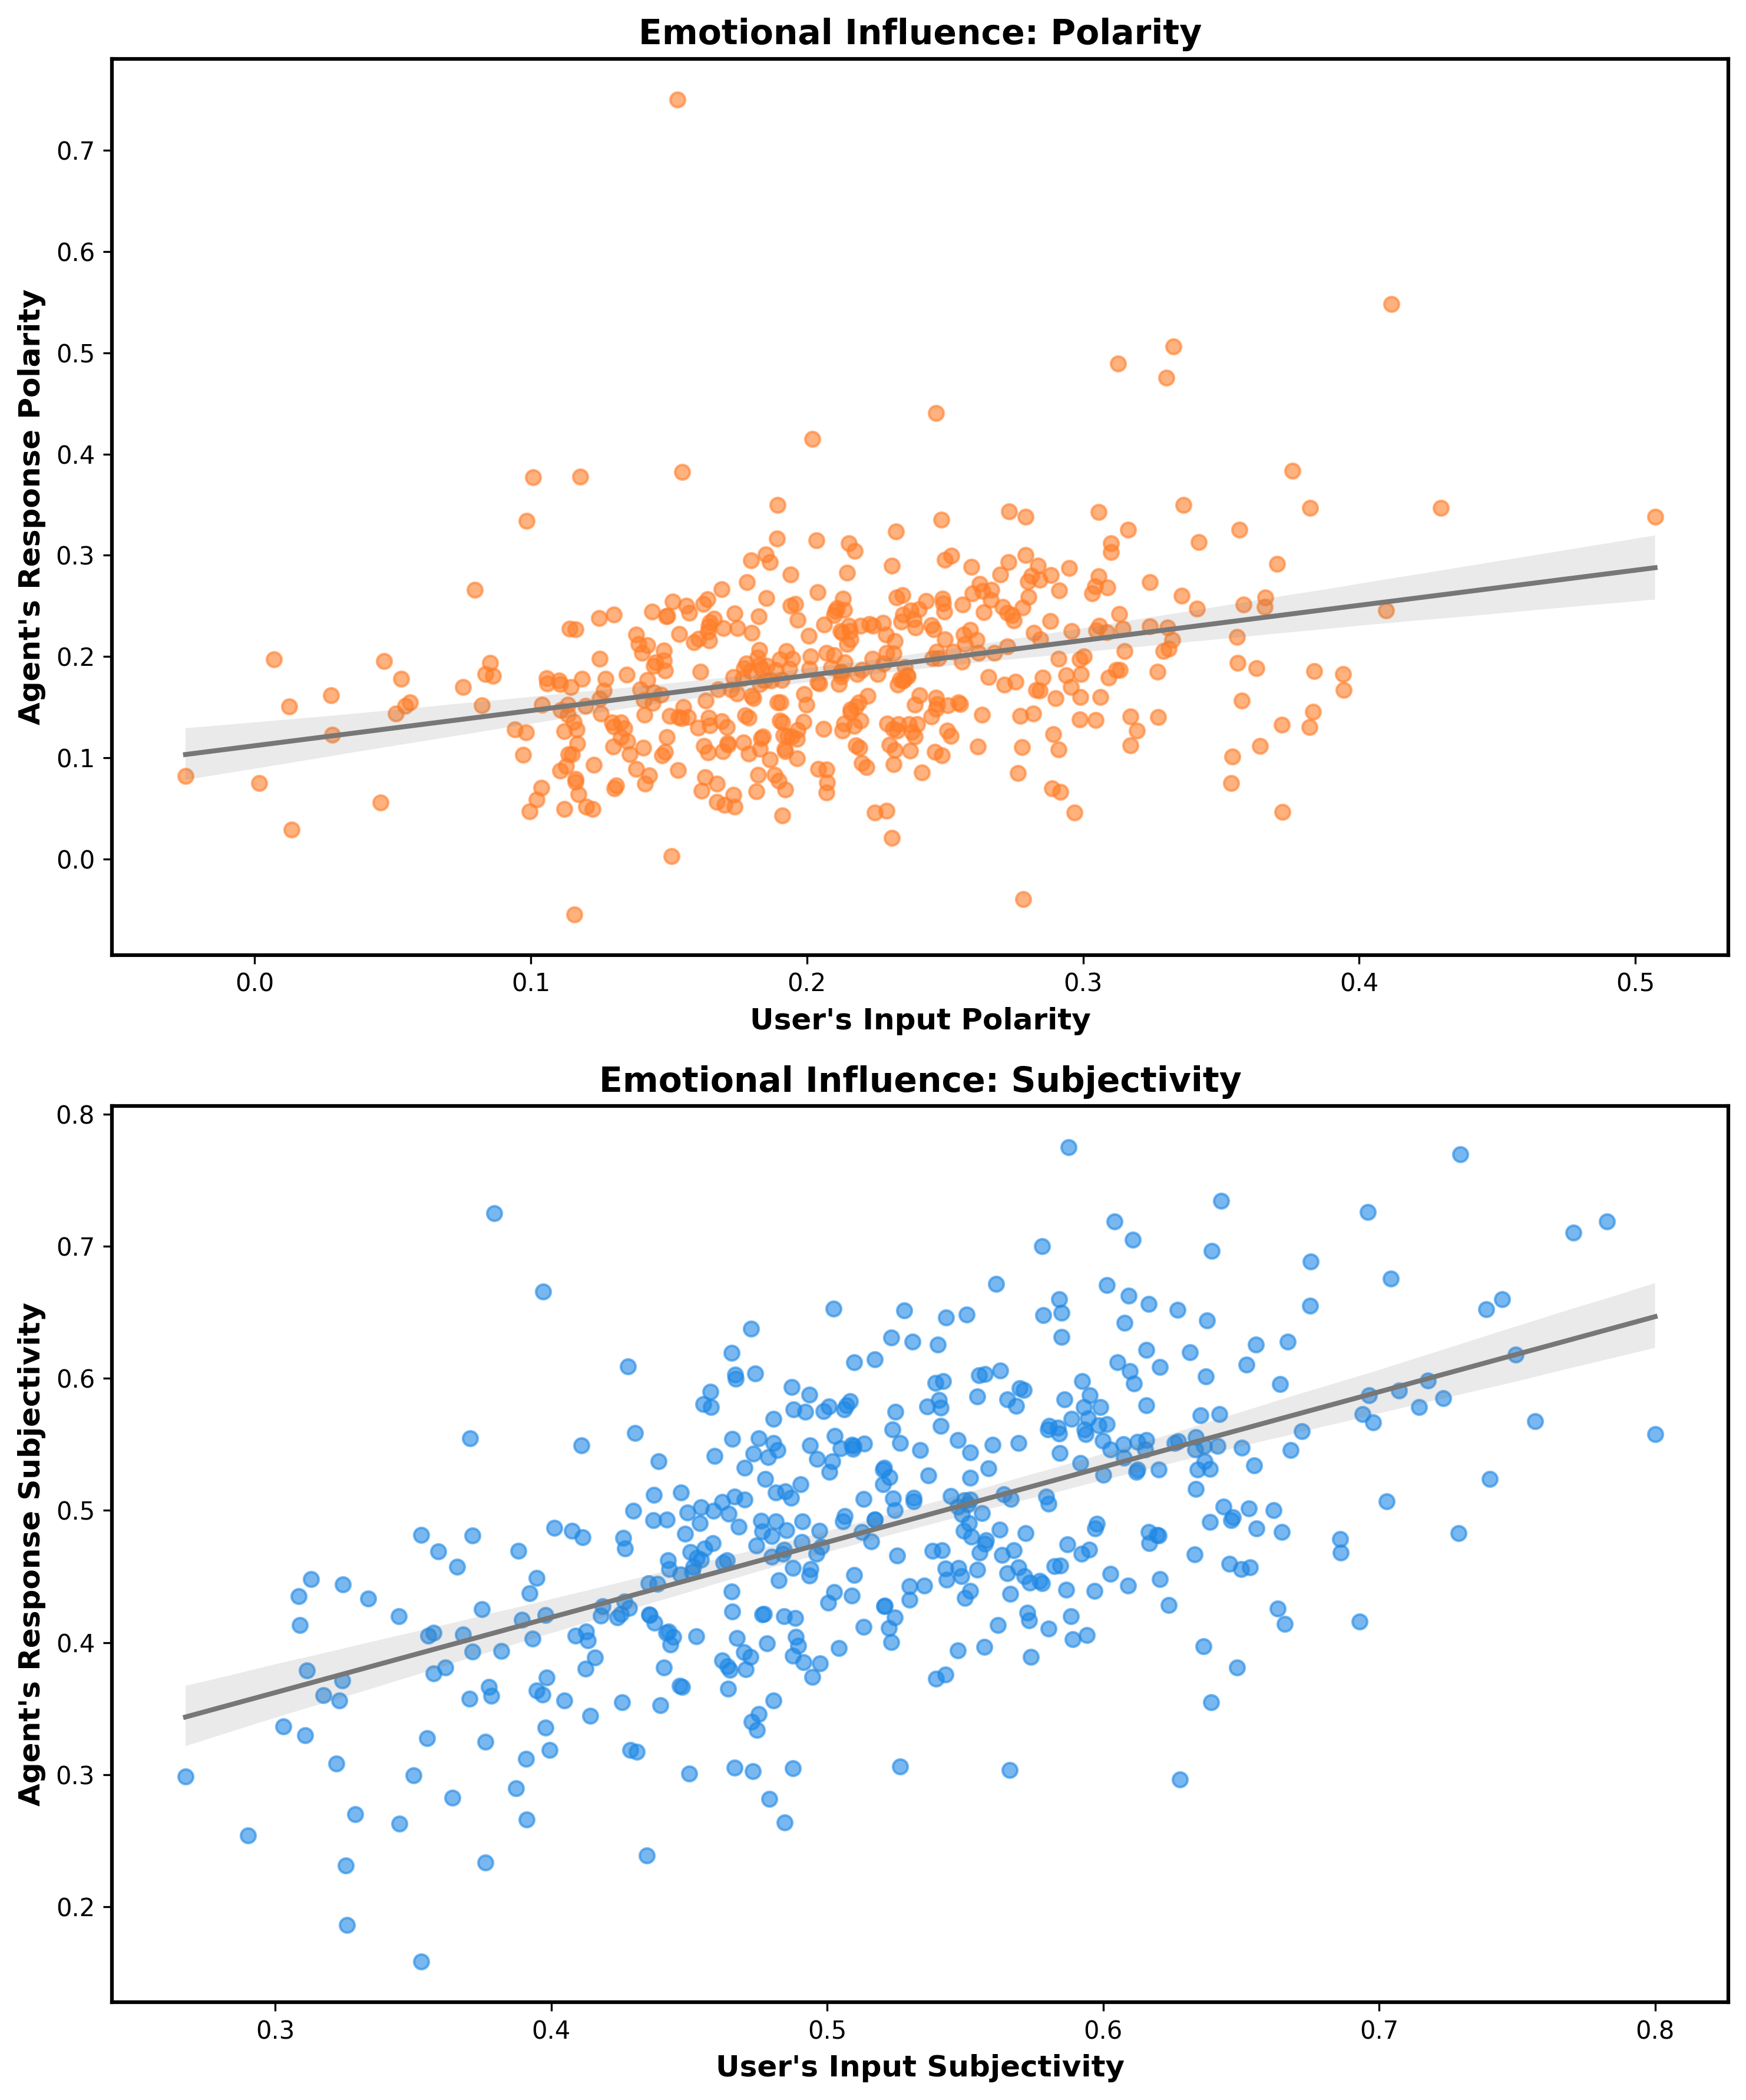 Emotional Influence: Polarity
Agent's Response Polarity
0.7
0.6
0.5
0.4
0.3
0.2
0.1
0.0
0.0 0.1 0.2 0.3 0.4 0.5
User's Input Polarity
Emotional Influence: Subjectivity
Agent's Response Subjectivity
0.8
0.7
0.6
0.5
0.4
0.3
0.2
0.3 0.4 0.5 0.6 0.7 0.8
User's Input Subjectivity